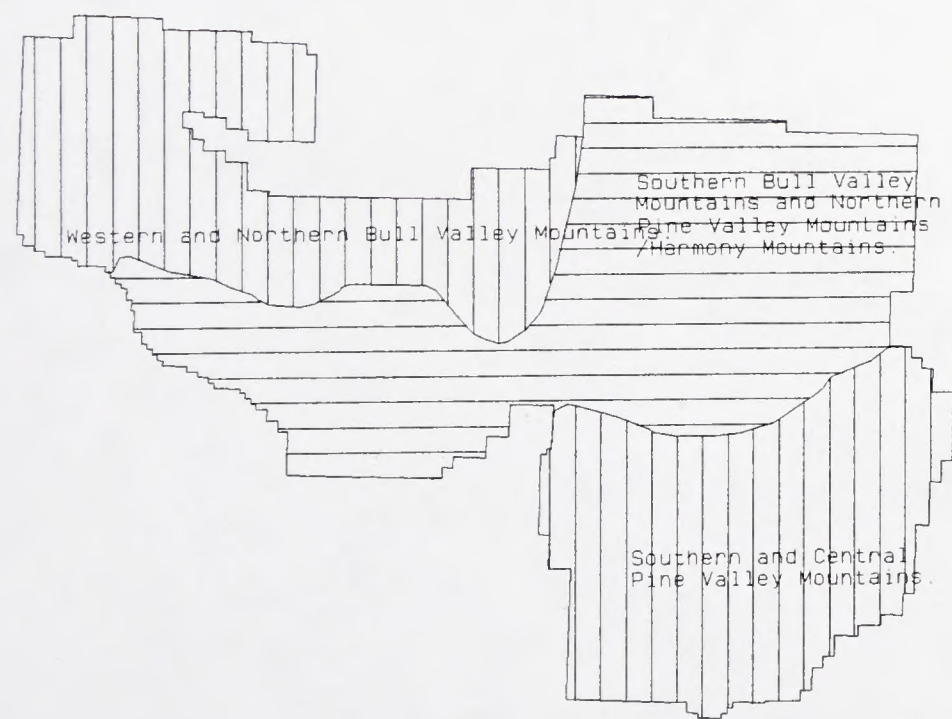 Southern Bull Valley
Mountains and Northern
Pine Valley Mountains
/Harmony Mountains.
Western and Northern Bull Valley Mountains.
Southern and Central
Pine Valley Mountains.